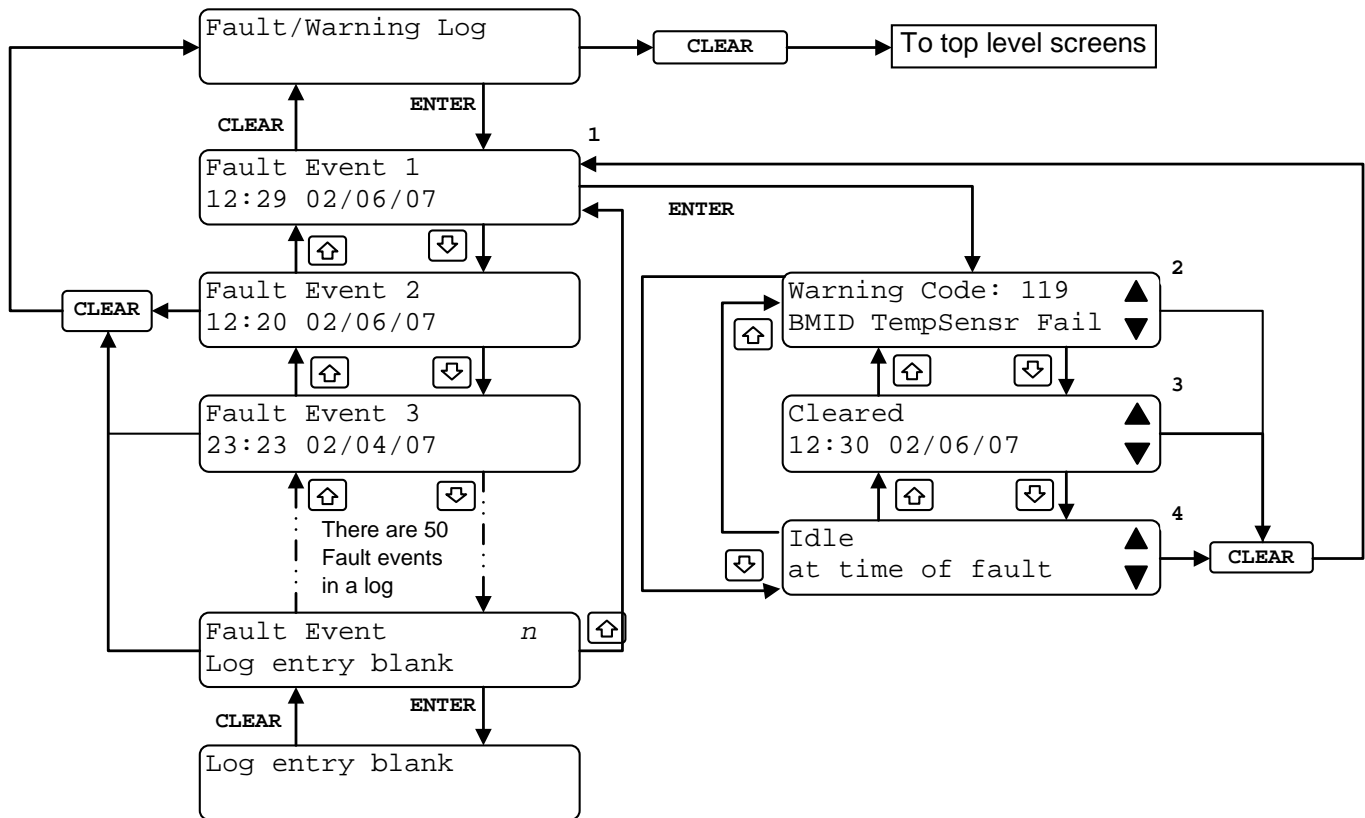 Fault/Warning Log
CLEAR
To top level screens
CLEAR
ENTER
1
Fault Event 1
12:29 02/06/07
ENTER
Fault Event 2
12:20 02/06/07
CLEAR
2
Warning Code: 119
BMID TempSensr Fail
Fault Event 3
23:23 02/04/07
3
Cleared
12:30 02/06/07
There are 50
Fault events
in a log
4
Idle
at time of fault
CLEAR
Fault Event n
Log entry blank
CLEAR
ENTER
Log entry blank